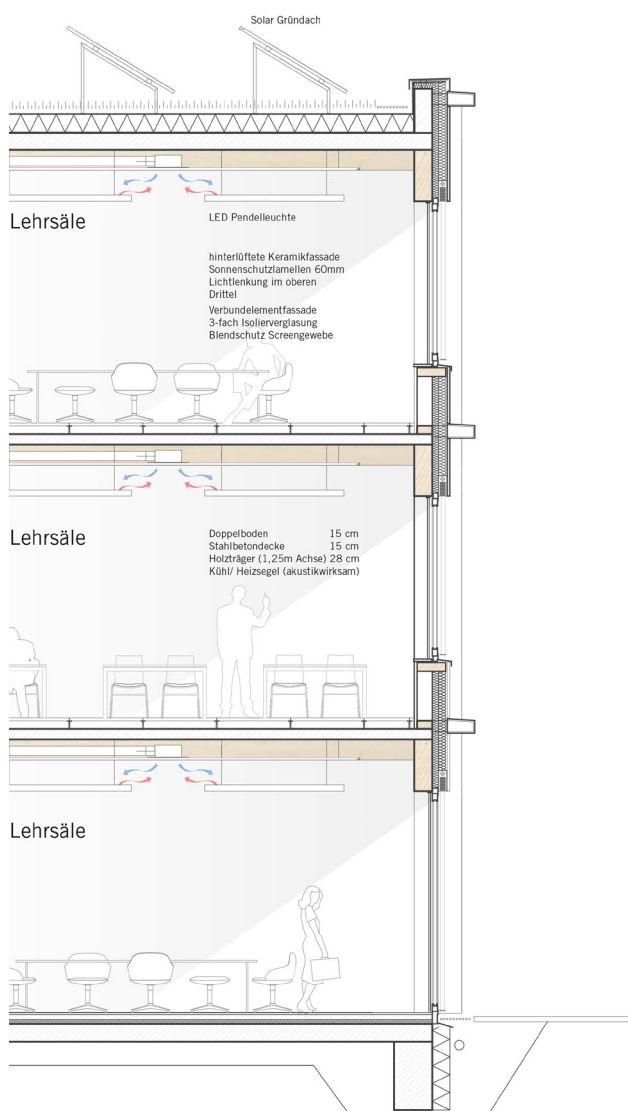 Solar Gründach
Lehrsäle
LED Pendelleuchte
hinterlüftete Keramikfassade
Sonnenschutzlamellen 60mm
Lichtlenkung im oberen
Drittel
Verbundelementfassade
3-fach Isolierverglasung
Blendschutz Screengewebe
Lehrsäle
Doppelboden 15 cm
Stahlbetondecke 15 cm
Holzträger (1,25m Achse) 28 cm
Kühl/ Heizsegel (akustikwirksam)
Lehrsäle